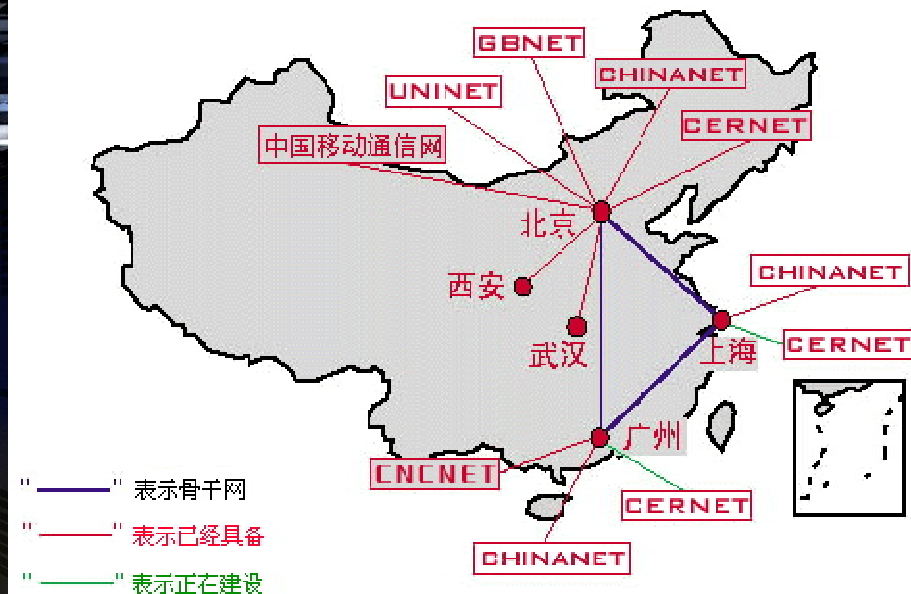 GBNET
CHINANET
UNINET
CERNET
中国移动通信网
北京
西安
CHINANET
武汉
上海
CERNET
广州
CNCNET
CERNET
CHINANET
"——" 表示骨干网
"——" 表示已经具备
"——" 表示正在建设